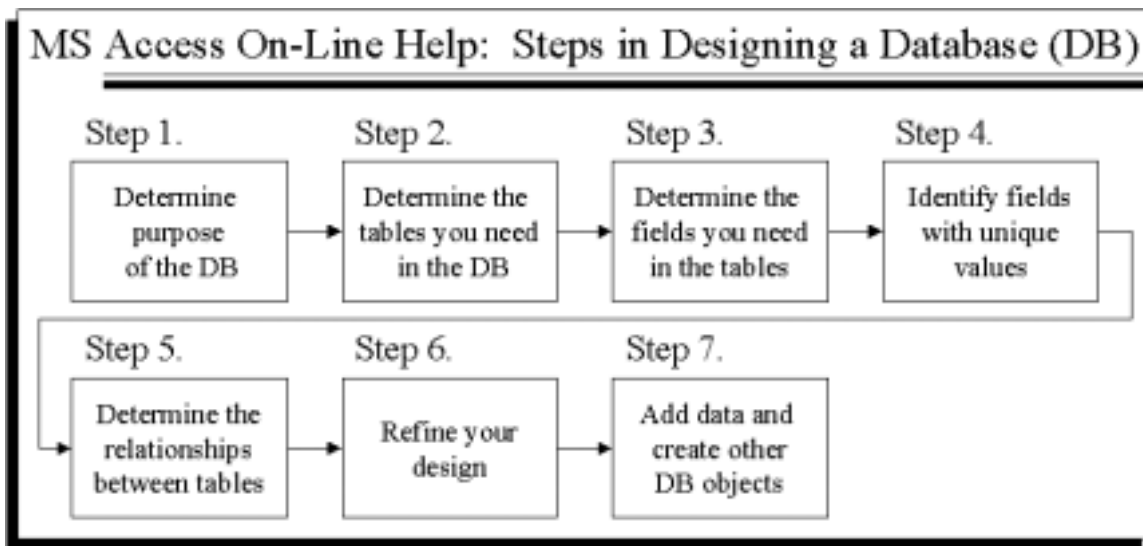 MS Access On-Line Help: Steps in Designing a Database (DB)
Step 1.
Determine
purpose
of the DB
Step 2.
Determine the
tables you need
in the DB
Step 3.
Determine the
fields you need
in the tables
Step 4.
Identify fields
with unique
values
Step 5.
Determine the
relationships
between tables
Step 6.
Refine your
design
Step 7.
Add data and
create other
DB objects